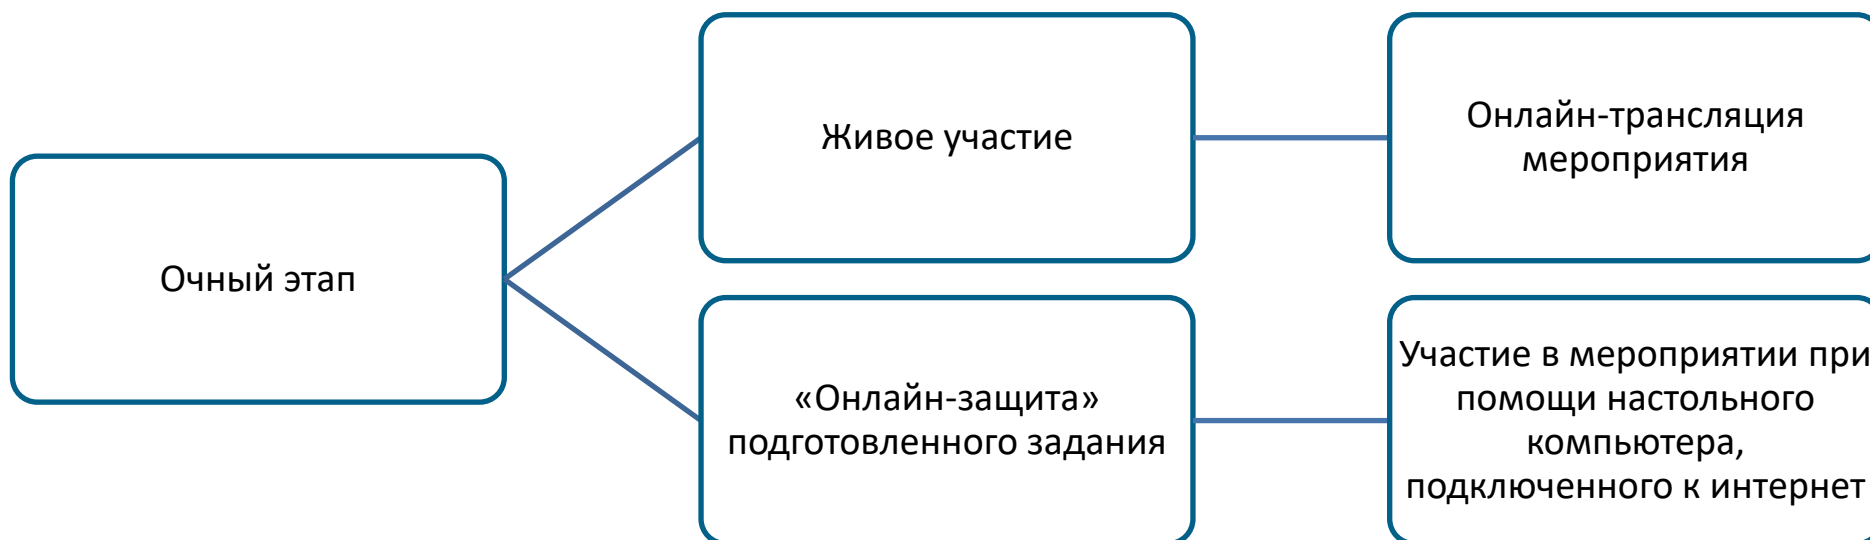 Очный этап
Живое участие
Онлайн-трансляция
мероприятия
«Онлайн-защита»
подготовленного задания
Участие в мероприятии при
помощи настольного
компьютера,
подключенного к интернет